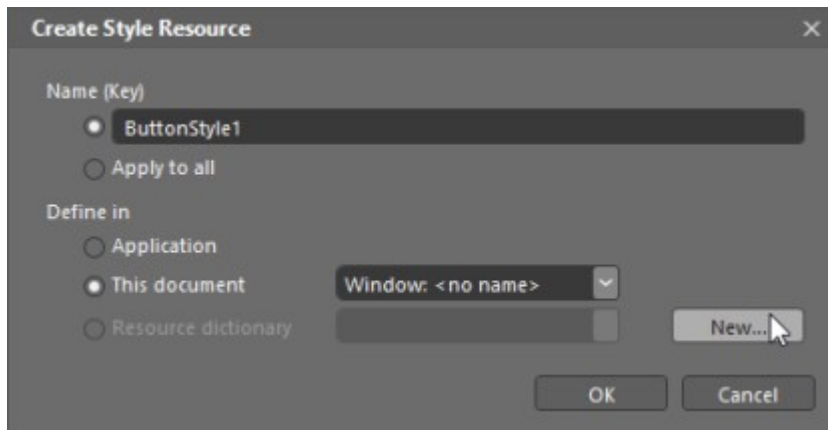 Create Style Resource
Name (Key)
ButtonStyle1
Apply to all
Define in
Application
This document Window: <no name>
Resource dictionary New...
OK Cancel